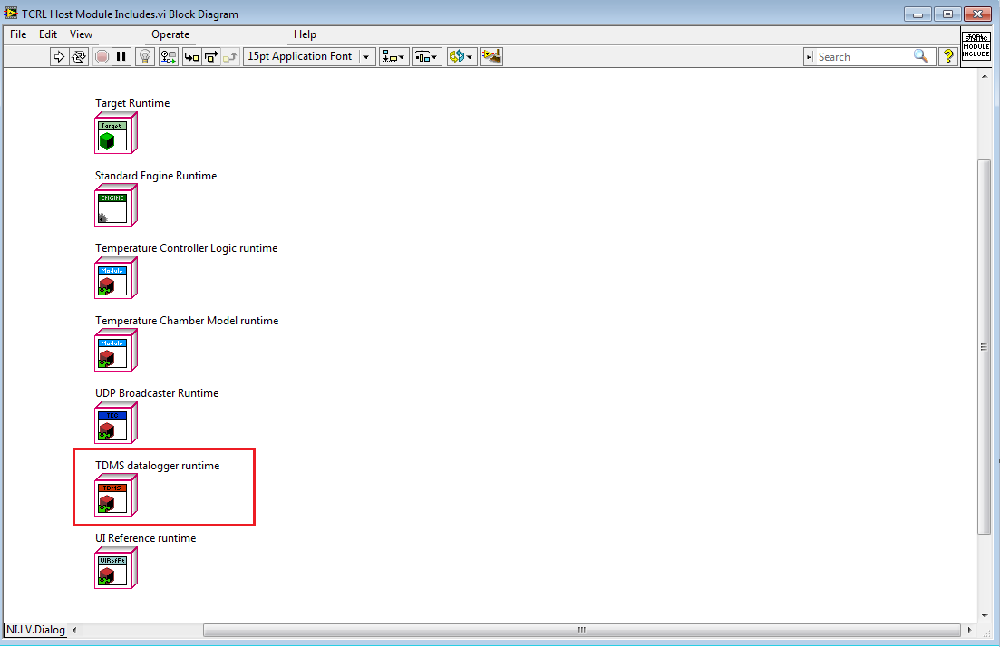 TCRL Host Module Includes.vi Block Diagram
File Edit View Operate Help
15pt Application Font
Search
?
MODULE
INCLUDE
Target Runtime
Target
Standard Engine Runtime
ENGINE
Temperature Controller Logic runtime
Module
Temperature Chamber Model runtime
Module
UDP Broadcaster Runtime
TDMS datalogger runtime
TDMS
UI Reference runtime
UIRefRt
NI.LV.Dialog